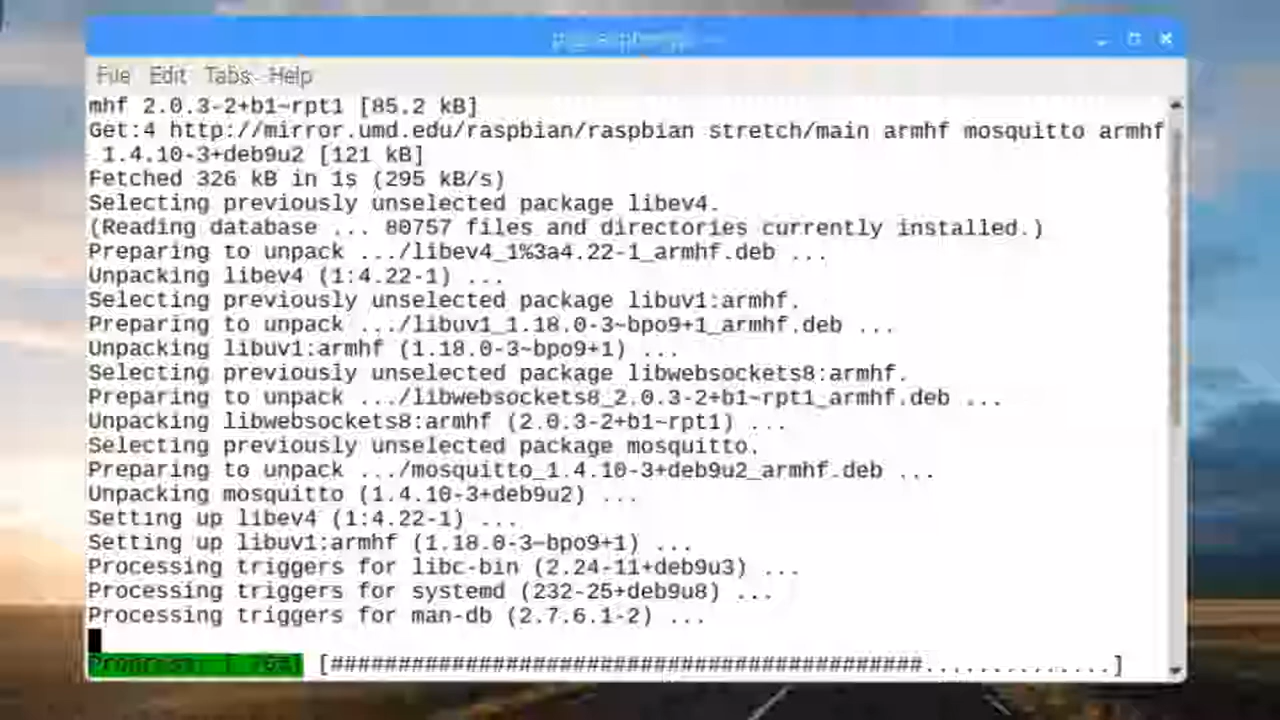 File Edit Tabs Help
mhf 2.0.3-2+b1~rpt1 [85.2 kB]
Get:4 http://mirror.umd.edu/raspbian/raspbian stretch/main armhf mosquitto armhf
1.4.10-3+deb9u2 [121 kB]
Fetched 326 kB in 1s (295 kB/s)
Selecting previously unselected package libev4.
(Reading database ... 80757 files and directories currently installed.)
Preparing to unpack .../libev4_1%3a4.22-1_armhf.deb ...
Unpacking libev4 (1:4.22-1) ...
Selecting previously unselected package libuv1:armhf.
Preparing to unpack .../libuv1_1.18.0-3~bpo9+1_armhf.deb ...
Unpacking libuv1:armhf (1.18.0-3~bpo9+1) ...
Selecting previously unselected package libwebsockets8:armhf.
Preparing to unpack .../libwebsockets8_2.0.3-2+b1~rpt1_armhf.deb ...
Unpacking libwebsockets8:armhf (2.0.3-2+b1~rpt1) ...
Selecting previously unselected package mosquitto.
Preparing to unpack .../mosquitto_1.4.10-3+deb9u2_armhf.deb ...
Unpacking mosquitto (1.4.10-3+deb9u2) ...
Setting up libev4 (1:4.22-1) ...
Setting up libuv1:armhf (1.18.0-3~bpo9+1) ...
Processing triggers for libc-bin (2.24-11+deb9u3) ...
Processing triggers for systemd (232-25+deb9u8) ...
Processing triggers for man-db (2.7.6.1-2) ...
Progress: [############################################..............]